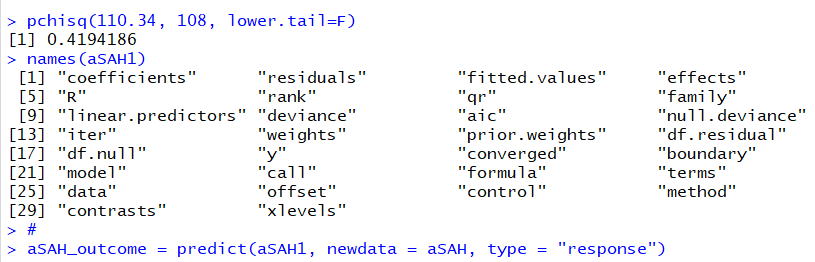 > pchisq(110.34, 108, lower.tail=F)
[1] 0.4194186
> names(aSAH1)
 [1] "coefficients"      "residuals"         "fitted.values"     "effects"
 [5] "R"                 "rank"              "qr"                "family"
 [9] "linear.predictors" "deviance"          "aic"               "null.deviance"
[13] "iter"              "weights"           "prior.weights"     "df.residual"
[17] "df.null"           "y"                 "converged"         "boundary"
[21] "model"             "call"              "formula"           "terms"
[25] "data"              "offset"            "control"           "method"
[29] "contrasts"         "xlevels"
> #
> aSAH_outcome = predict(aSAH1, newdata = aSAH, type = "response")